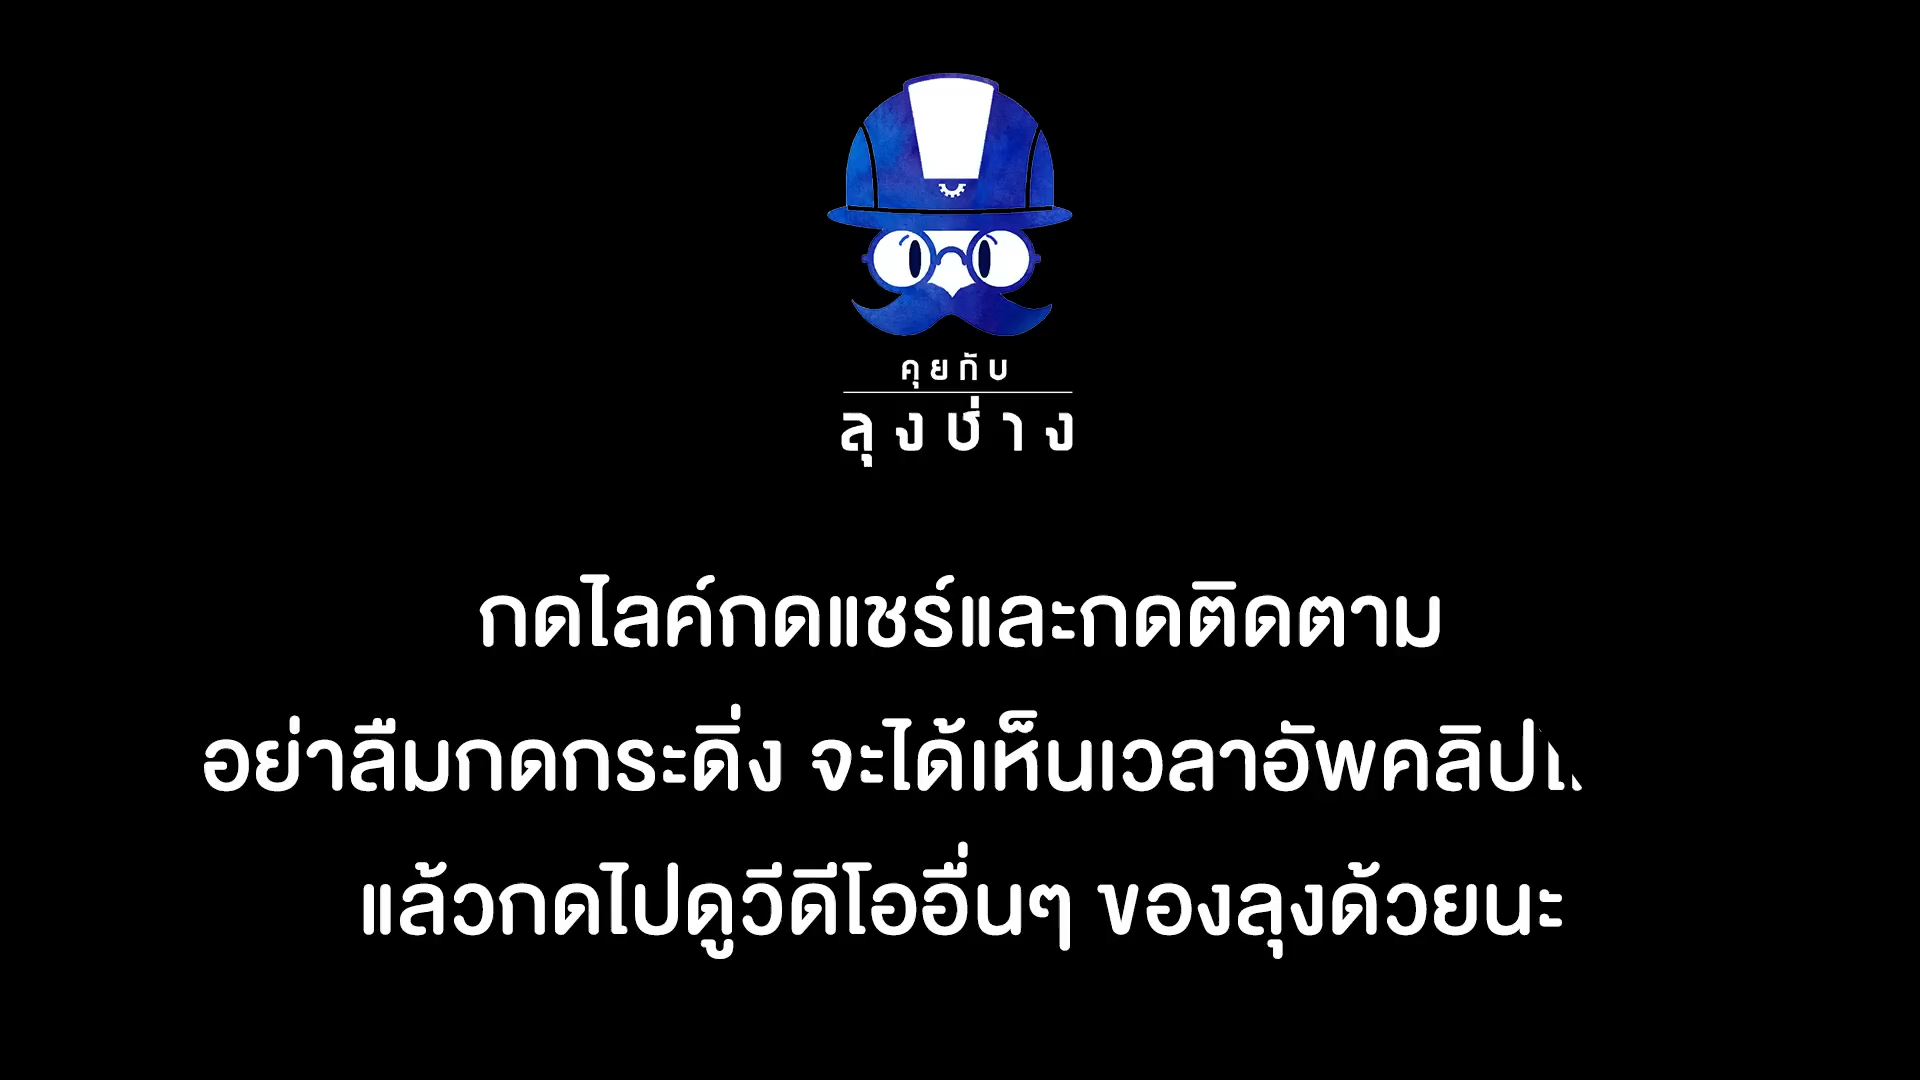 คุยกับ
ลุงช่าง
กดไลค์กดแชร์และกดติดตาม
อย่าลืมกดกระดิ่ง จะได้เห็นเวลาอัพคลิป
แล้วกดไปดูวีดีโออื่นๆ ของลุงด้วยนะ